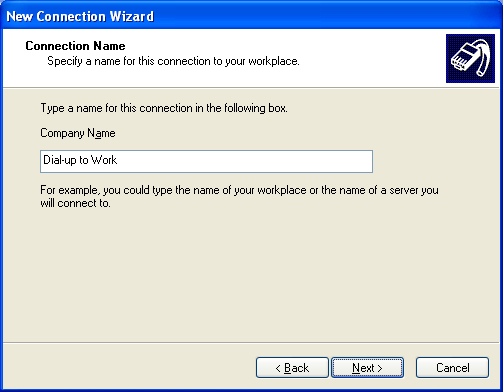 New Connection Wizard
Connection Name
Specify a name for this connection to your workplace.
Type a name for this connection in the following box.
Company Name
Dial-up to Work
For example, you could type the name of your workplace or the name of a server you
will connect to.
< Back Next > Cancel